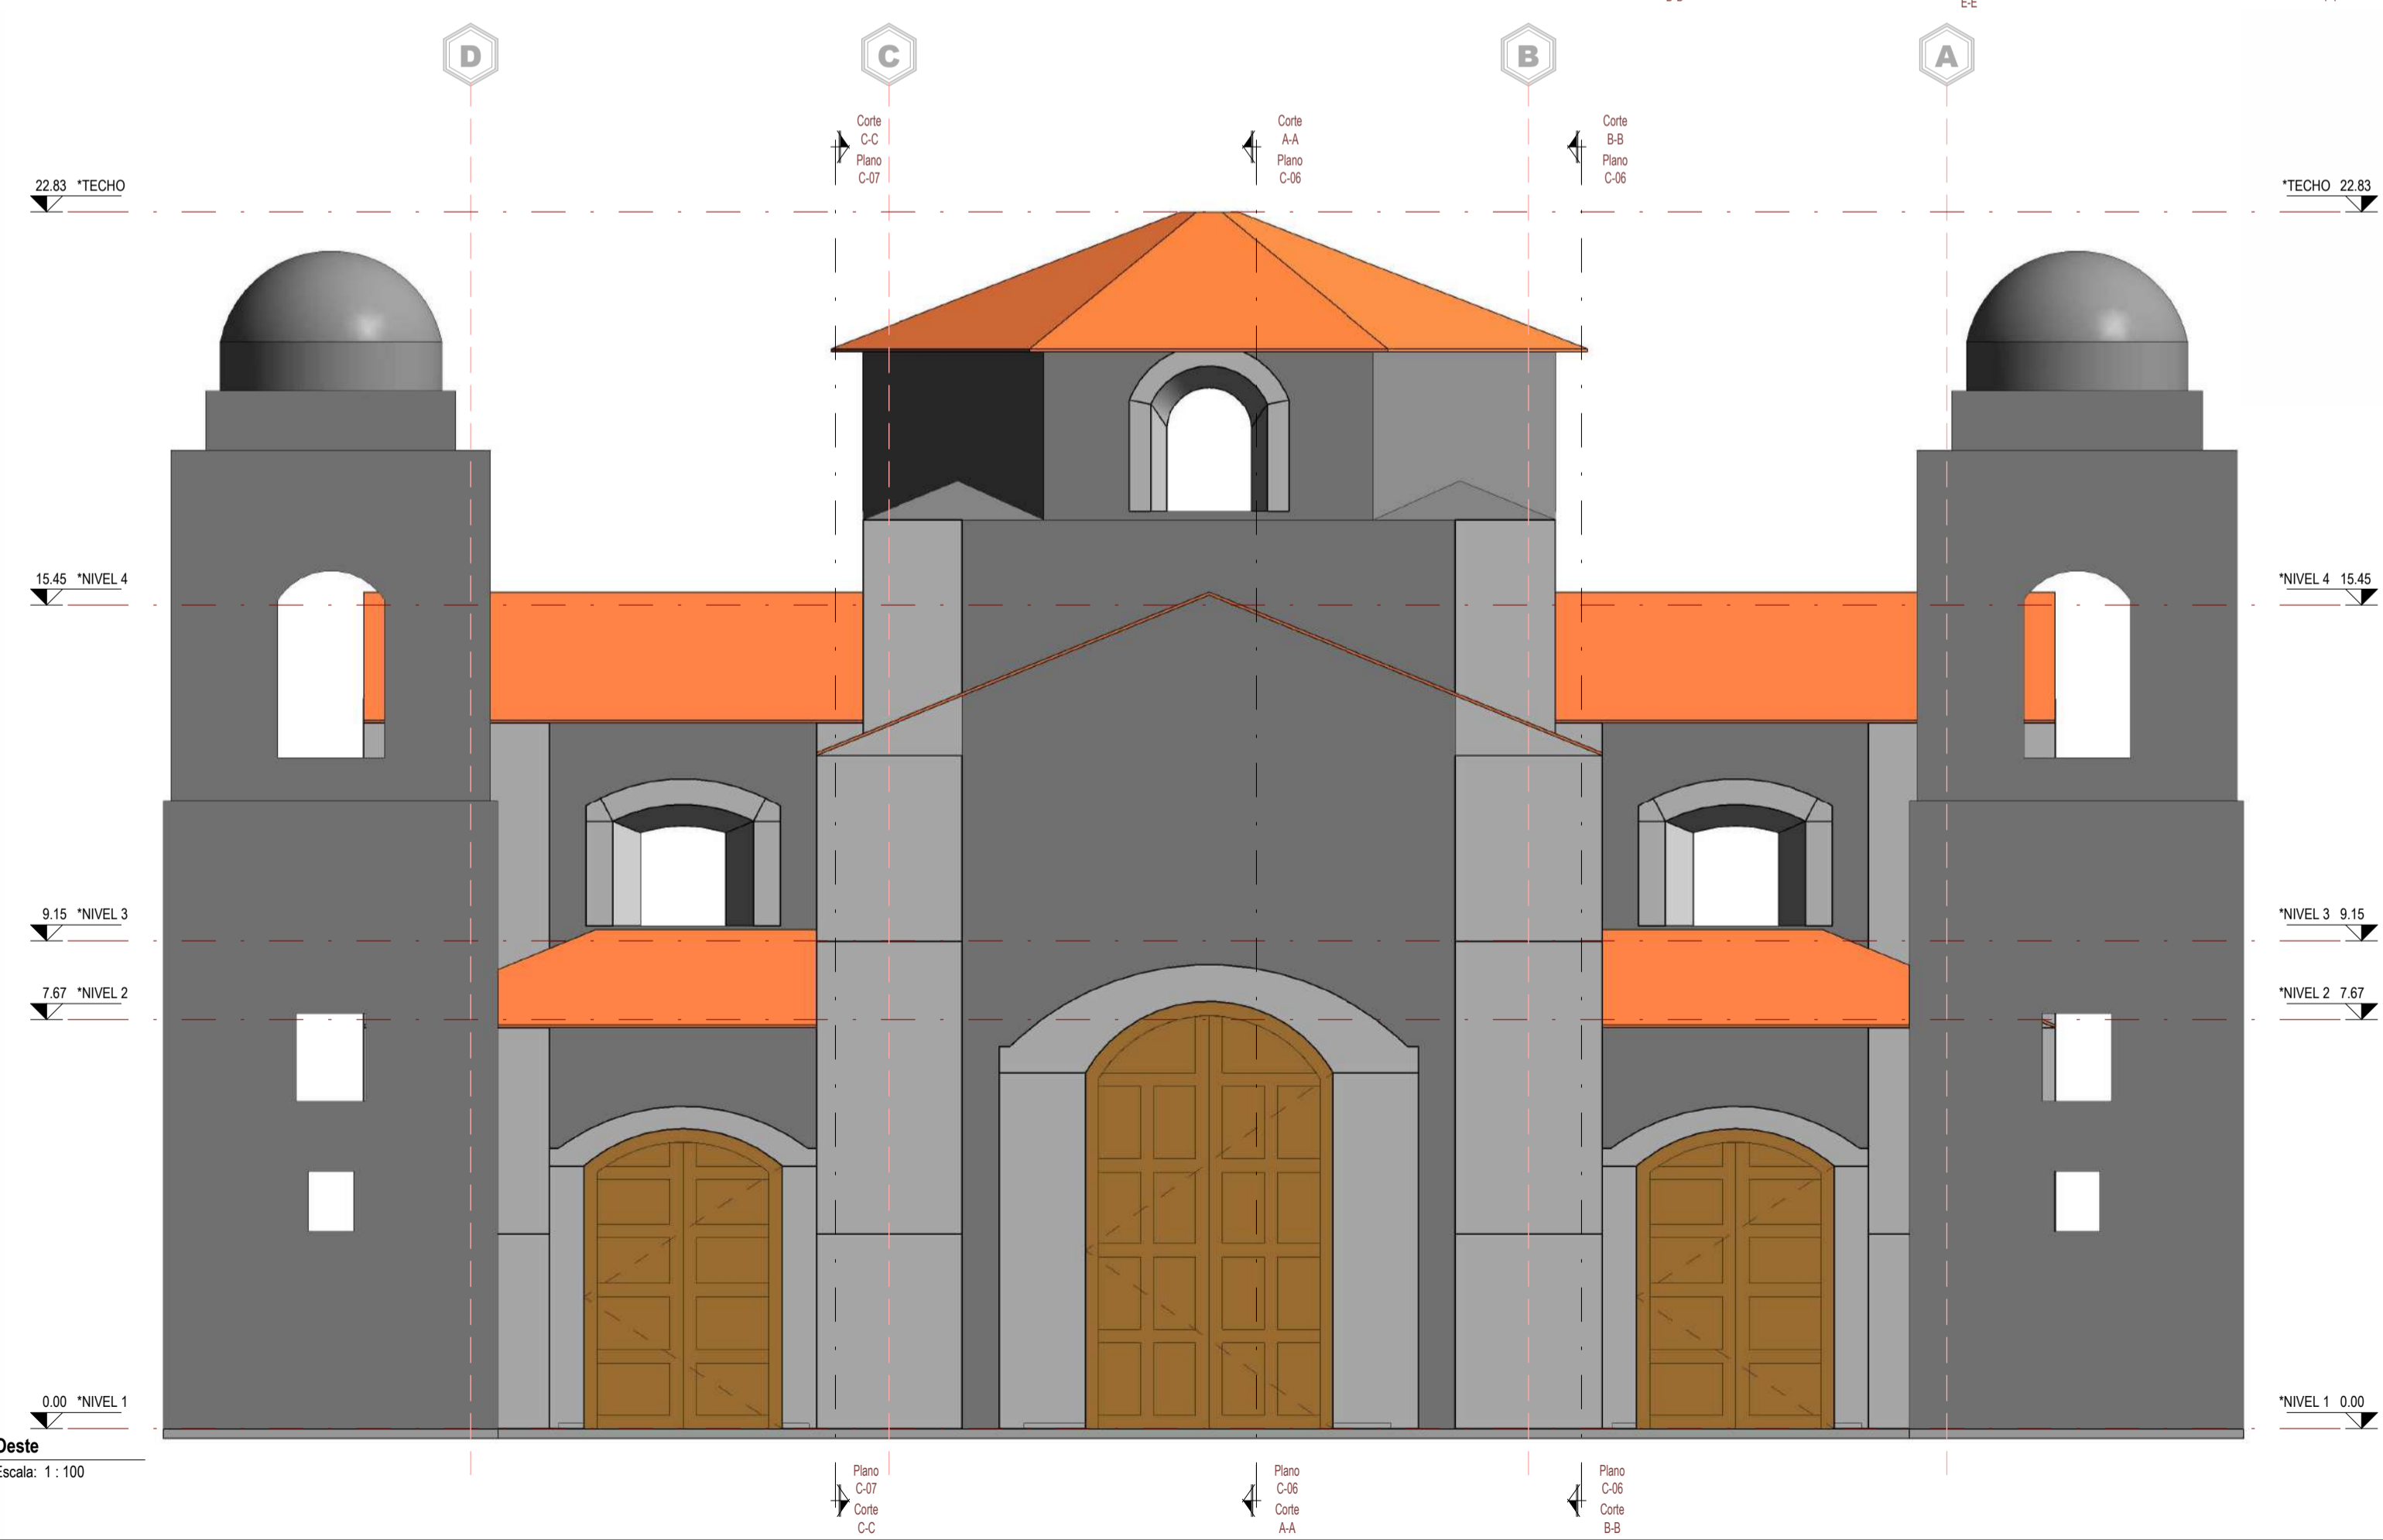 E-E
D
C
B
A
Corte
C-C
Plano
C-07
Corte
A-A
Plano
C-06
Corte
B-B
Plano
C-06
22.83 *TECHO
*TECHO 22.83
15.45 *NIVEL 4
*NIVEL 4 15.45
9.15 *NIVEL 3
*NIVEL 3 9.15
7.67 *NIVEL 2
*NIVEL 2 7.67
0.00 *NIVEL 1
*NIVEL 1 0.00
Oeste
Escala: 1 : 100
Plano
C-07
Corte
C-C
Plano
C-06
Corte
A-A
Plano
C-06
Corte
B-B